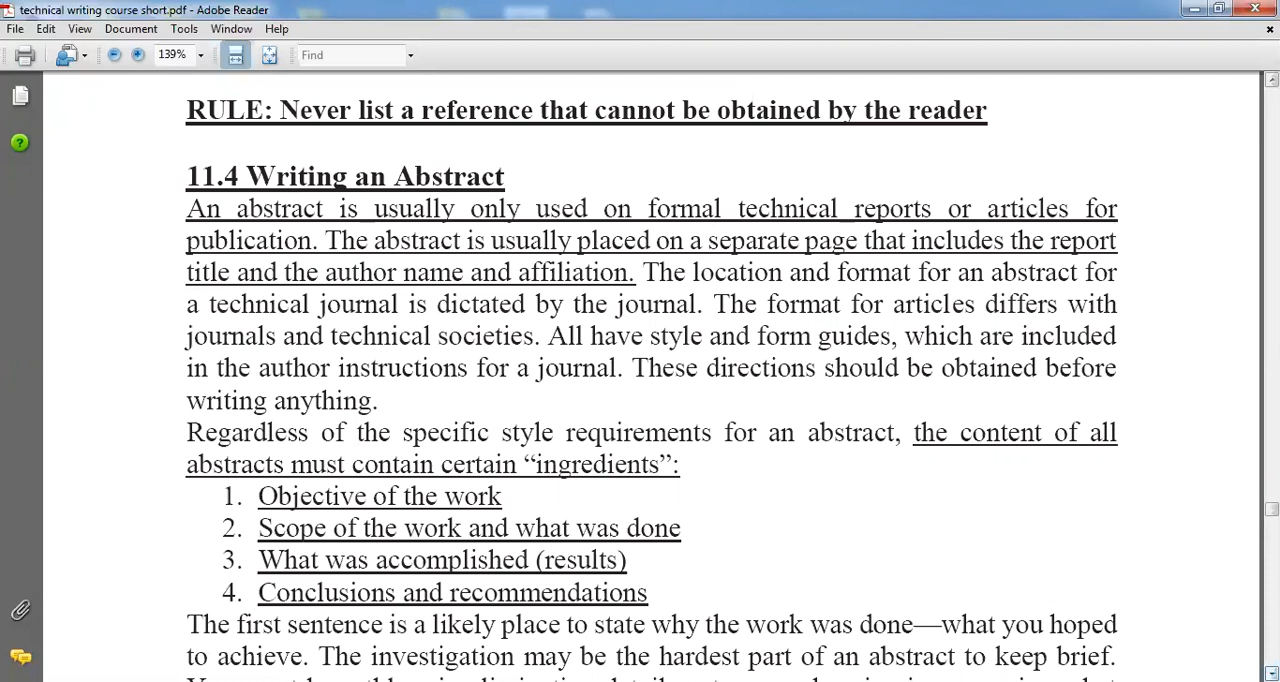 technical writing course short.pdf - Adobe Reader
File Edit View Document Tools Window Help
139% Find
RULE: Never list a reference that cannot be obtained by the reader
11.4 Writing an Abstract
An abstract is usually only used on formal technical reports or articles for
publication. The abstract is usually placed on a separate page that includes the report
title and the author name and affiliation. The location and format for an abstract for
a technical journal is dictated by the journal. The format for articles differs with
journals and technical societies. All have style and form guides, which are included
in the author instructions for a journal. These directions should be obtained before
writing anything.
Regardless of the specific style requirements for an abstract, the content of all
abstracts must contain certain “ingredients”:
1. Objective of the work
2. Scope of the work and what was done
3. What was accomplished (results)
4. Conclusions and recommendations
The first sentence is a likely place to state why the work was done—what you hoped
to achieve. The investigation may be the hardest part of an abstract to keep brief.